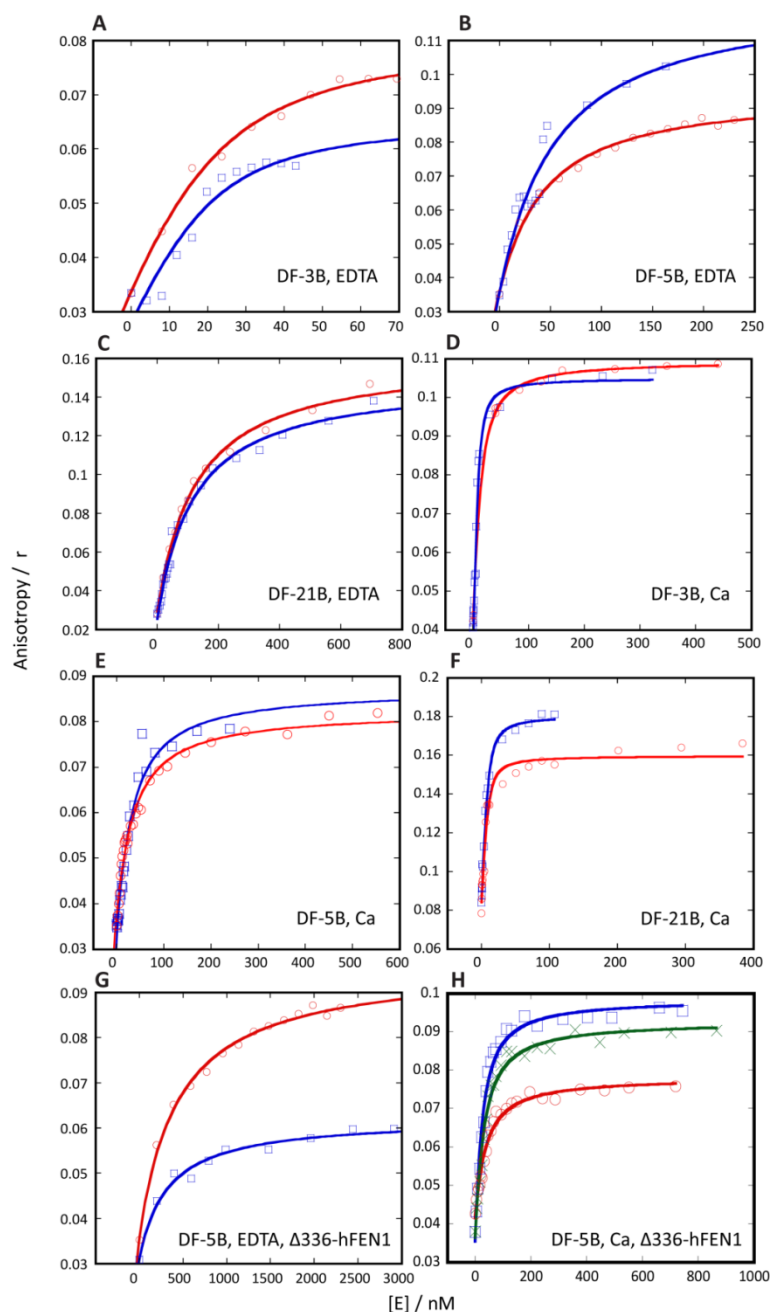 A
0.08
0.07
0.06
0.05
0.04
0.03
0 10 20 30 40 50 60 70
DF-3B, EDTA
B
0.11
0.1
0.09
0.08
0.07
0.06
0.05
0.04
0.03
0 50 100 150 200 250
DF-5B, EDTA
C
0.16
0.14
0.12
0.1
0.08
0.06
0.04
0.02
0 200 400 600 800
DF-21B, EDTA
D
0.11
0.1
0.09
0.08
0.07
0.06
0.05
0.04
0 100 200 300 400 500
DF-3B, Ca
Anisotropy / r
E
0.09
0.08
0.07
0.06
0.05
0.04
0.03
0 100 200 300 400 500 600
DF-5B, Ca
F
0.2
0.18
0.16
0.14
0.12
0.1
0.08
0.06
0 100 200 300 400
DF-21B, Ca
G
0.09
0.08
0.07
0.06
0.05
0.04
0.03
0 500 1000 1500 2000 2500 3000
DF-5B, EDTA, Δ336-hFEN1
H
0.1
0.09
0.08
0.07
0.06
0.05
0.04
0.03
0 200 400 600 800 1000
DF-5B, Ca, Δ336-hFEN1
[E] / nM